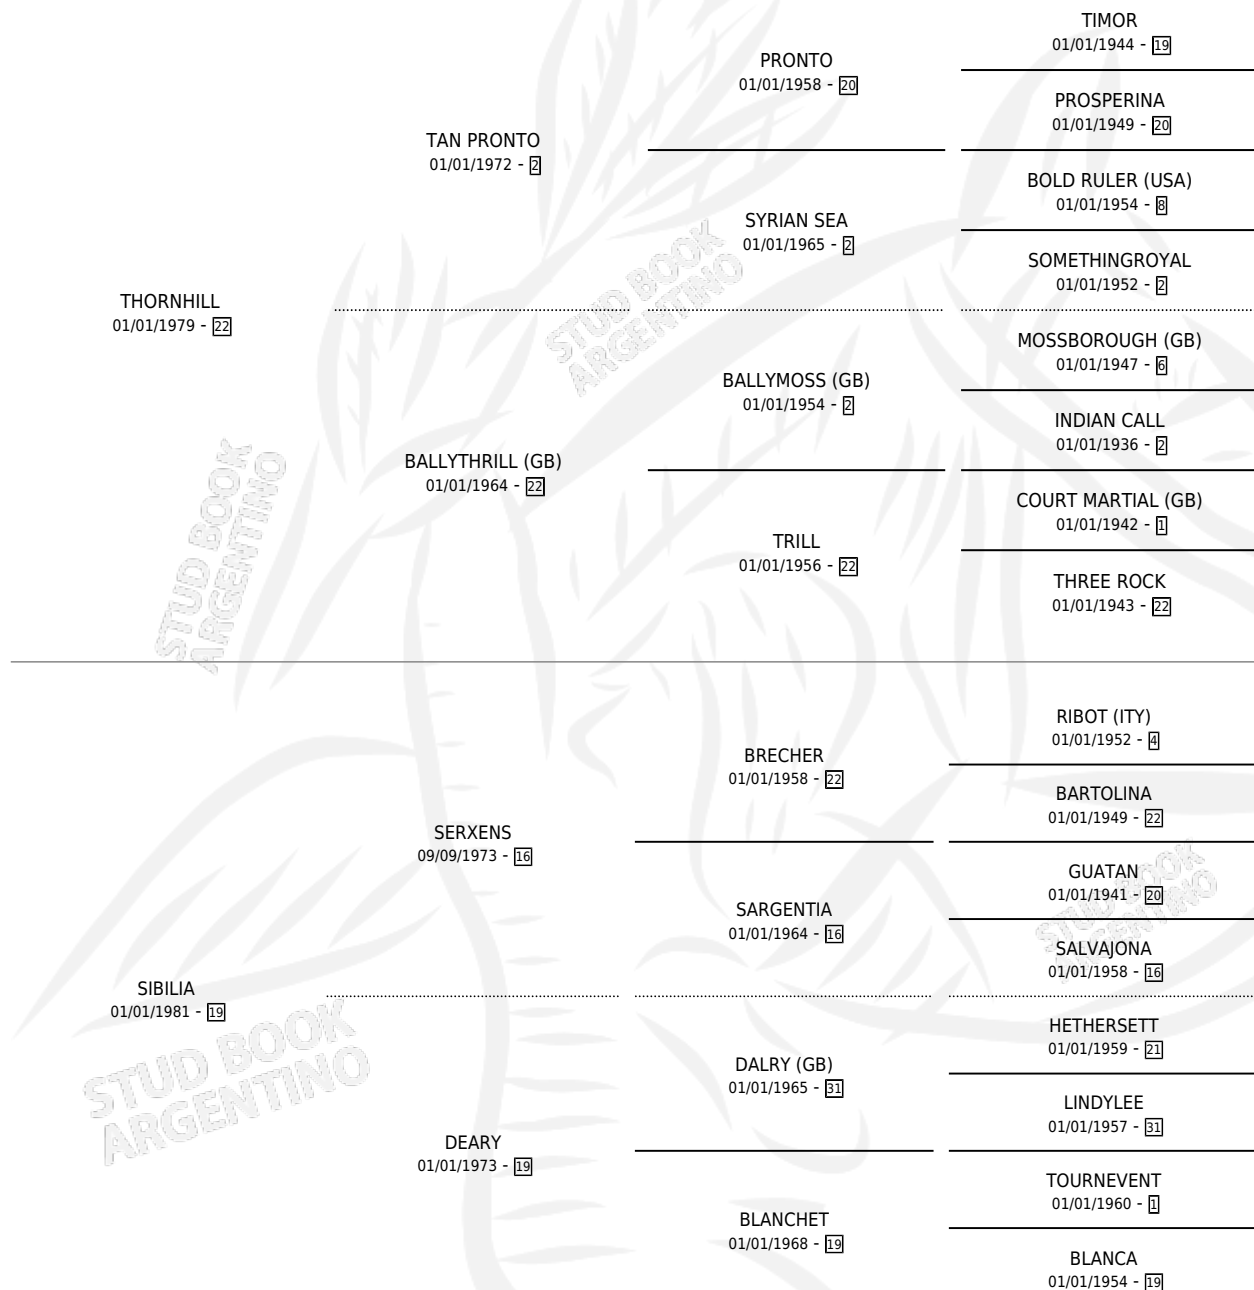 TIMOR
01/01/1944 - 19
PRONTO
01/01/1958 - 20
PROSPERINA
01/01/1949 - 20
TAN PRONTO
01/01/1972 - 2
BOLD RULER (USA)
01/01/1954 - 8
SYRIAN SEA
01/01/1965 - 2
SOMETHINGROYAL
01/01/1952 - 2
THORNHILL
01/01/1979 - 22
STUD BOOK
ARGENTINO
MOSSBOROUGH (GB)
01/01/1947 - 6
BALLYMOSS (GB)
01/01/1954 - 2
INDIAN CALL
01/01/1936 - 2
BALLYTHRILL (GB)
01/01/1964 - 22
COURT MARTIAL (GB)
01/01/1942 - 1
TRILL
01/01/1956 - 22
THREE ROCK
01/01/1943 - 22
STUD BOOK
ARGENTINO
RIBOT (ITY)
01/01/1952 - 4
BRECHER
01/01/1958 - 22
BARTOLINA
01/01/1949 - 22
SERXENS
09/09/1973 - 16
GUATAN
01/01/1941 - 20
SARGENTIA
01/01/1964 - 16
STUD BOOK
ARGENTINO
SALVAJONA
01/01/1958 - 16
SIBILIA
01/01/1981 - 19
STUD BOOK
ARGENTINO
HETHERSETT
01/01/1959 - 21
DALRY (GB)
01/01/1965 - 31
LINDYLEE
01/01/1957 - 31
DEARY
01/01/1973 - 19
TOURNEVENT
01/01/1960 - 1
BLANCHET
01/01/1968 - 19
BLANCA
01/01/1954 - 19